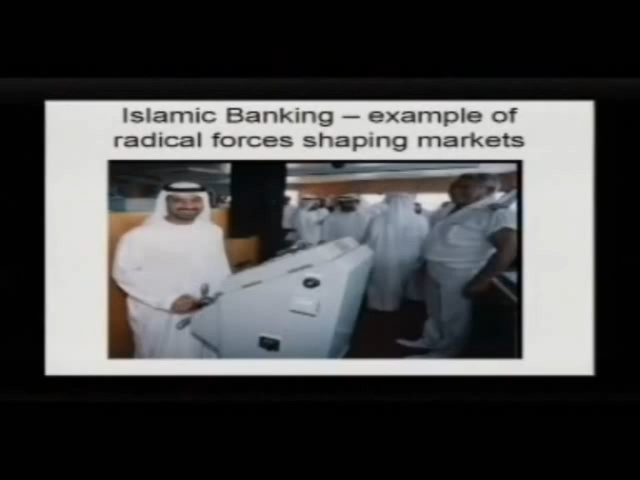 Islamic Banking – example of
radical forces shaping markets